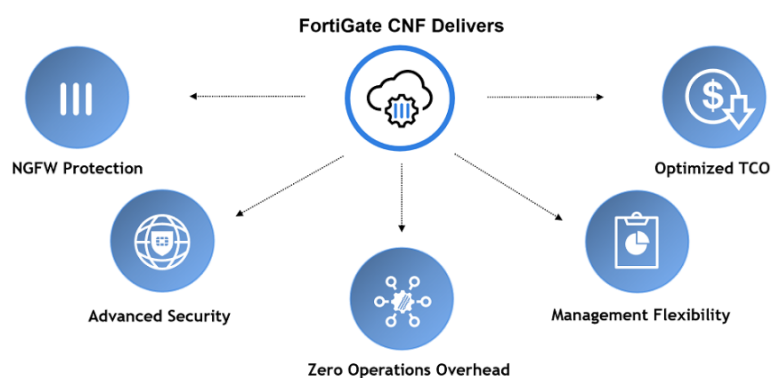 FortiGate CNF Delivers
NGFW Protection
Optimized TCO
Advanced Security
Management Flexibility
Zero Operations Overhead